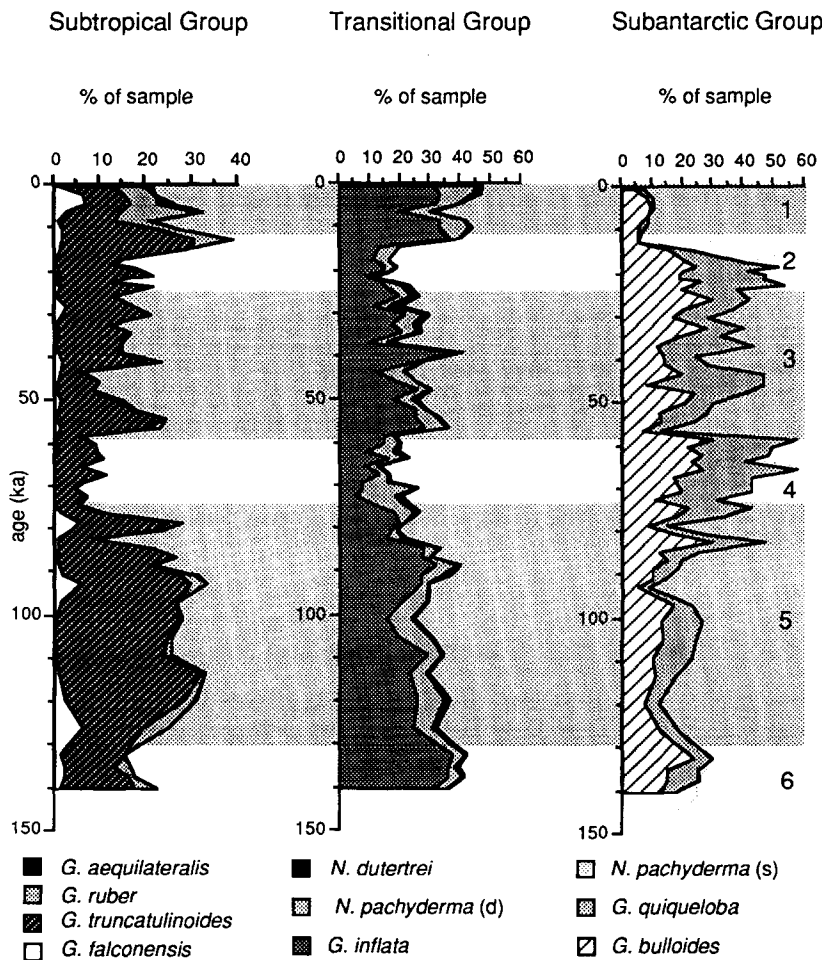 Subtropical Group
Transitional Group
Subantarctic Group
% of sample
% of sample
% of sample
0 10 20 30 40
0 10 20 30 40 50 60
0 10 20 30 40 50 60
0
50
100
150
age (ka)
0
50
100
150
0
50
100
150
1
2
3
4
5
6
G. aequilateralis
G. ruber
G. truncatulinoides
G. falconensis
N. dutertrei
N. pachyderma (d)
G. inflata
N. pachyderma (s)
G. quiqueloba
G. bulloides